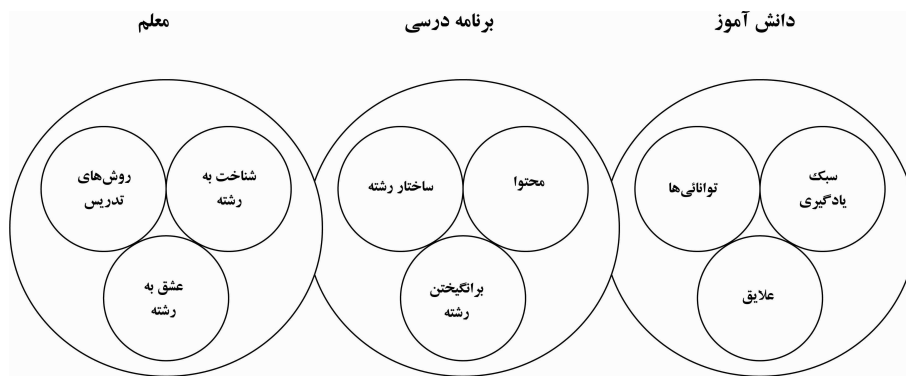 دانش آموز
برنامه درسی
معلم
سبک
یادگیری
توانائی‌ها
علایق
محتوا
ساختار رشته
برانگیختن
رشته
شناخت به
رشته
روش‌های
تدریس
عشق به
رشته